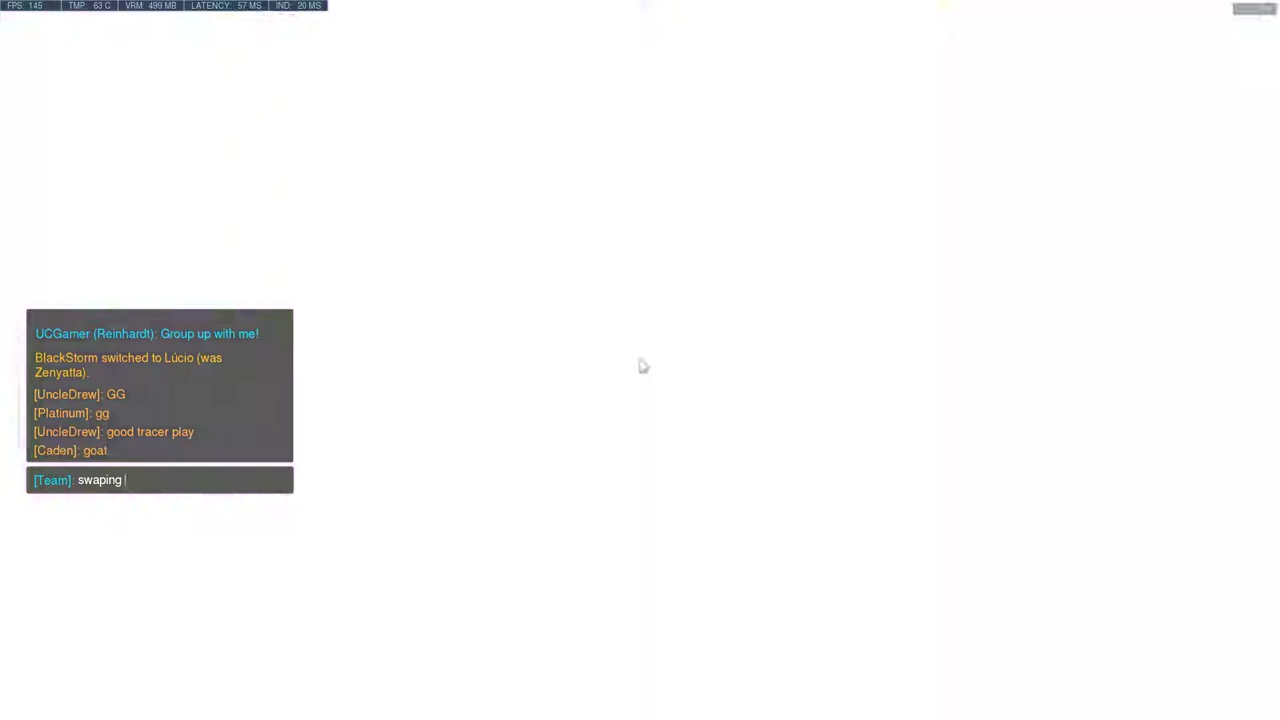 FPS: 145 TMP: 63 C VRM: 499 MB LATENCY: 57 MS IND: 20 MS
UCGamer (Reinhardt): Group up with me!
BlackStorm switched to Lúcio (was
Zenyatta).
[UncleDrew]: GG
[Platinum]: gg
[UncleDrew]: good tracer play
[Caden]: goat
[Team]: swaping